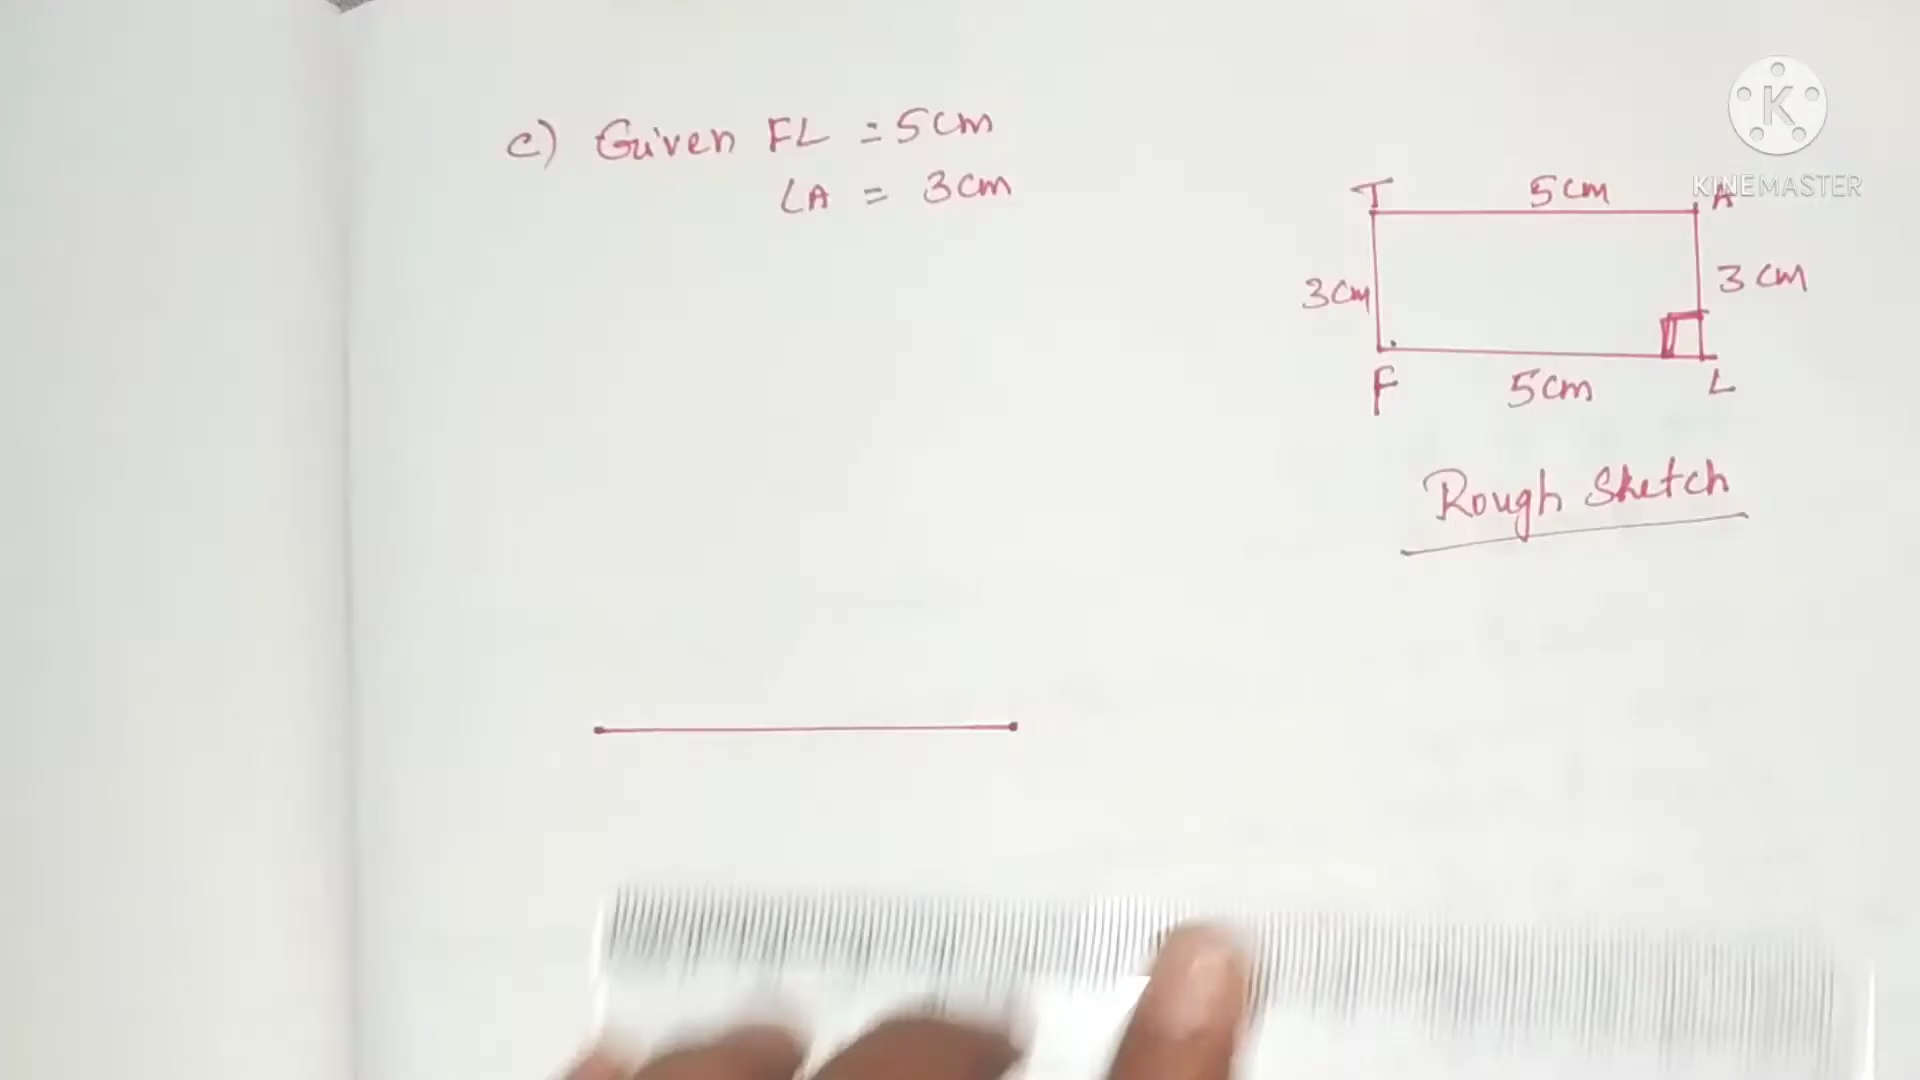 c) Given FL = 5cm
LA = 3cm
K
KINEMASTER
T 5cm A
3cm 3cm
F 5cm L
Rough Sketch